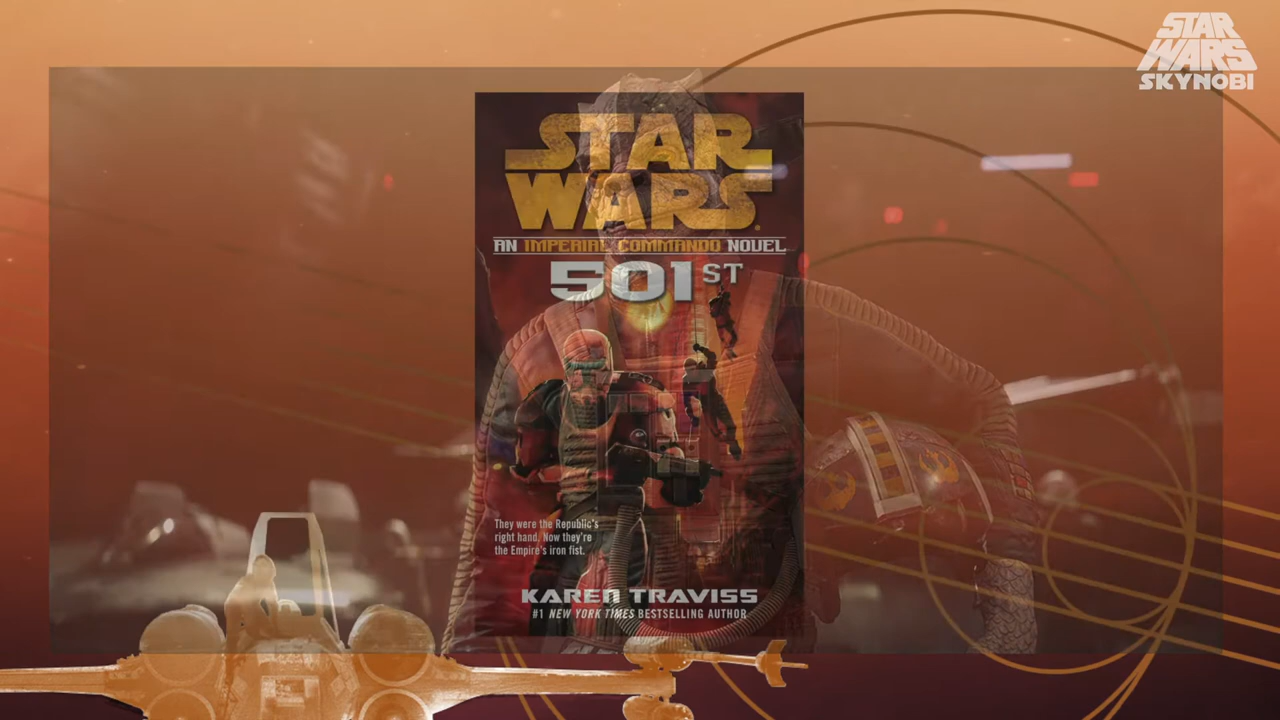 STAR
WARS
SKYNOBI
STAR
WARS.
AN IMPERIAL COMMANDO NOVEL
501ST
They were the Republic's
right hand. Now they're
the Empire's iron fist.
KAREN TRAVISS
#1 NEW YORK TIMES BESTSELLING AUTHOR